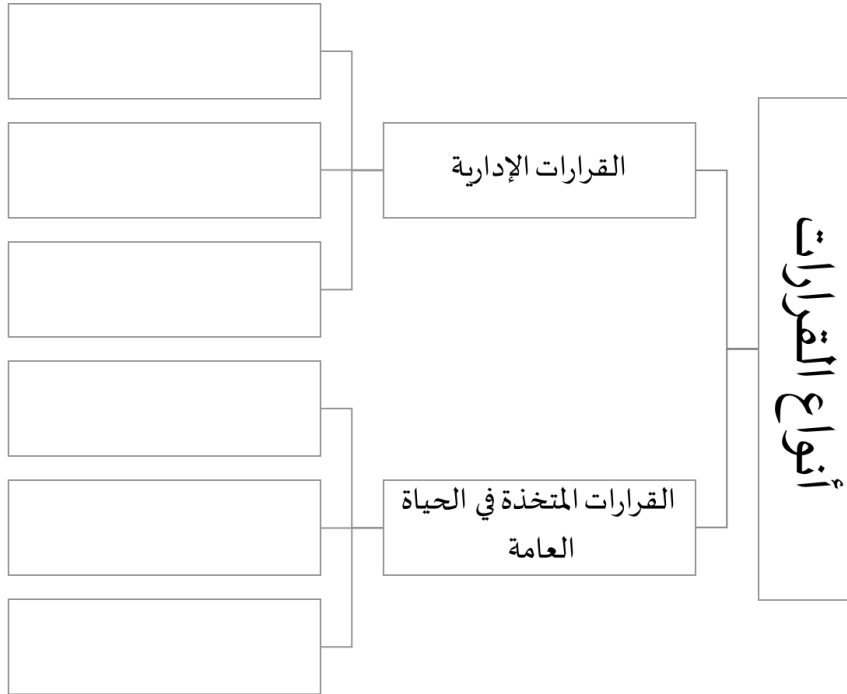 أنواع القرارات
القرارات الإدارية
القرارات المتخذة في الحياة
العامة